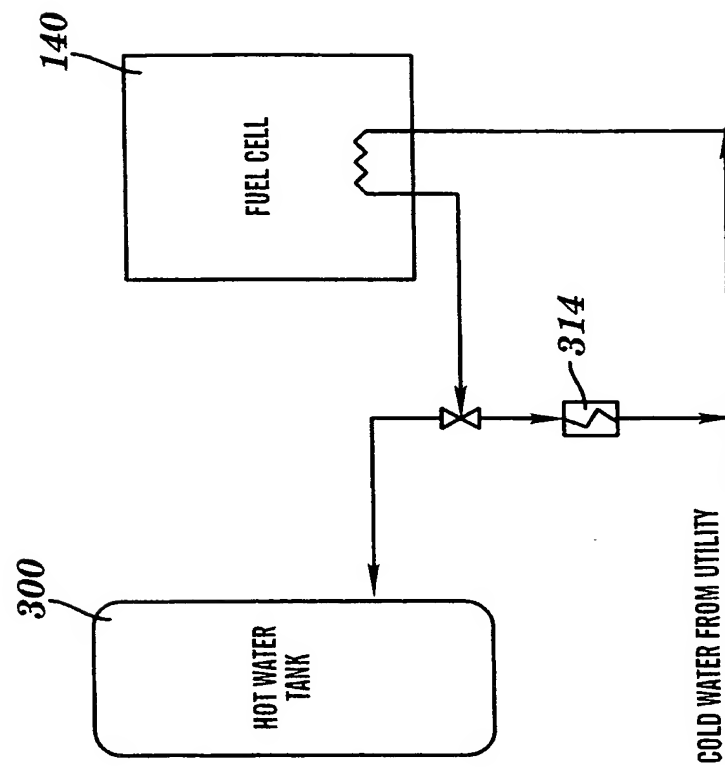 140
FUEL CELL
314
300
HOT WATER
TANK
COLD WATER FROM UTILITY